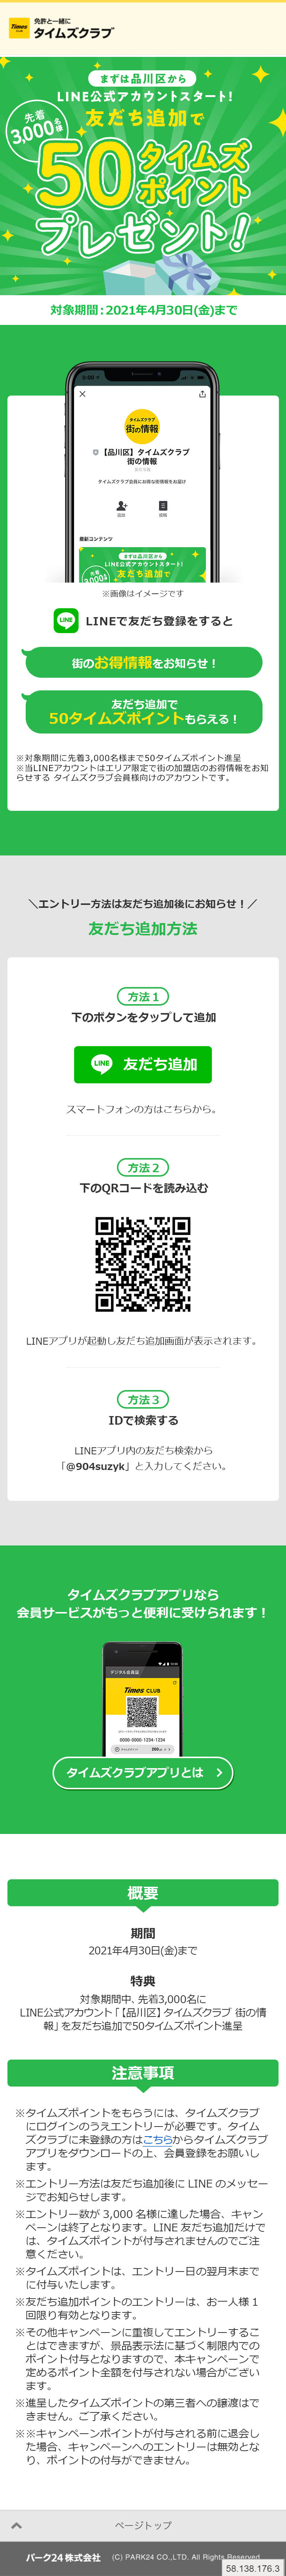 Times
CLUB
免許と一緒に
タイムズクラブ
まずは品川区から
LINE公式アカウントスタート!
先着
3,000名様
友だち追加で
50タイムズ
ポイント
プレゼント!
対象期間：2021年4月30日(金)まで
タイムズクラブ
街の情報
【品川区】タイムズクラブ
街の情報
タイムズクラブ会員にお得な街情報をお届け
追加
投稿
最新コンテンツ
まずは品川区から
LINE公式アカウントスタート!
先着
3,000名様
友だち追加で
※画像はイメージです
LINE
LINEで友だち登録をすると
街のお得情報をお知らせ！
友だち追加で
50タイムズポイントもらえる！
※対象期間に先着3,000名様まで50タイムズポイント進呈
※当LINEアカウントはエリア限定で街の加盟店のお得情報をお知
らせする タイムズクラブ会員様向けのアカウントです。
＼エントリー方法は友だち追加後にお知らせ！／
友だち追加方法
方法１
下のボタンをタップして追加
LINE
友だち追加
スマートフォンの方はこちらから。
方法２
下のQRコードを読み込む
LINEアプリが起動し友だち追加画面が表示されます。
方法３
IDで検索する
LINEアプリ内の友だち検索から
「@904suzyk」と入力してください。
タイムズクラブアプリなら
会員サービスがもっと便利に受けられます！
デジタル会員証
Times CLUB
0000-0000-1234-1234
タイムズクラブアプリとは
概要
期間
2021年4月30日(金)まで
特典
対象期間中、先着3,000名に
LINE公式アカウント「【品川区】タイムズクラブ 街の情
報」を友だち追加で50タイムズポイント進呈
注意事項
※タイムズポイントをもらうには、タイムズクラブ
にログインのうえエントリーが必要です。タイム
ズクラブに未登録の方はこちらからタイムズクラブ
アプリをダウンロードの上、会員登録をお願いし
ます。
※エントリー方法は友だち追加後に LINE のメッセー
ジでお知らせします。
※エントリー数が 3,000 名様に達した場合、キャン
ペーンは終了となります。LINE 友だち追加だけで
は、タイムズポイントが付与されませんのでご注
意ください。
※タイムズポイントは、エントリー日の翌月末まで
に付与いたします。
※友だち追加ポイントのエントリーは、お一人様 1
回限り有効となります。
※その他キャンペーンに重複してエントリーするこ
とはできますが、景品表示法に基づく制限内での
ポイント付与となりますので、本キャンペーンで
定めるポイント全額を付与されない場合がござい
ます。
※進呈したタイムズポイントの第三者への譲渡はで
きません。ご了承ください。
※※キャンペーンポイントが付与される前に退会し
た場合、キャンペーンへのエントリーは無効とな
り、ポイントの付与ができません。
ページトップ
パーク24株式会社 (C) PARK24 CO.,LTD. All Rights Reserved
58.138.176.3